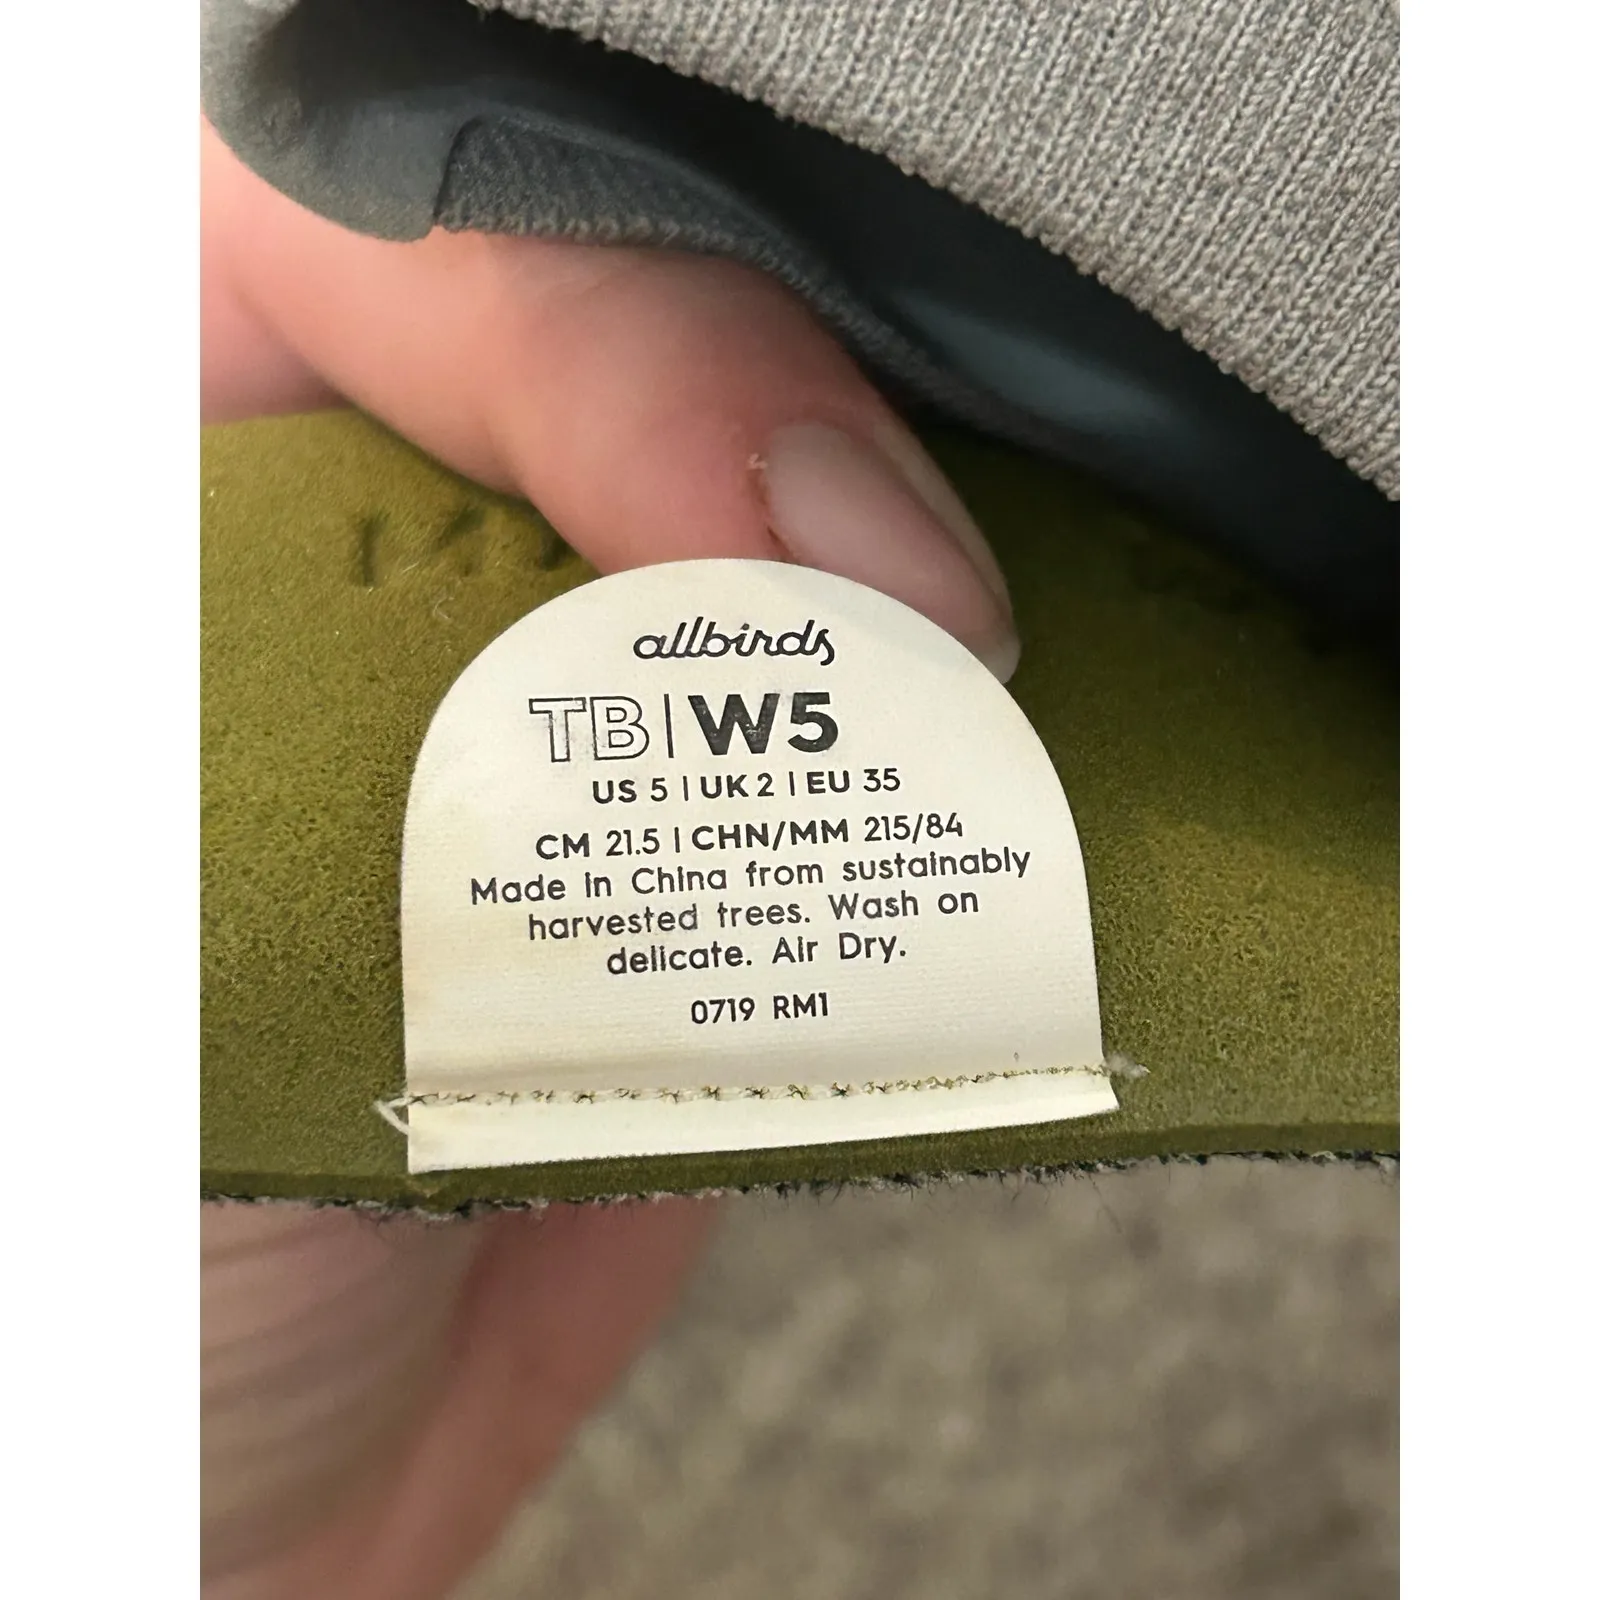 allbirds
TB | W5
US 5 | UK 2 | EU 35
CM 21.5 | CHN/MM 215/84
Made in China from sustainably
harvested trees. Wash on
delicate. Air Dry.
0719 RM1